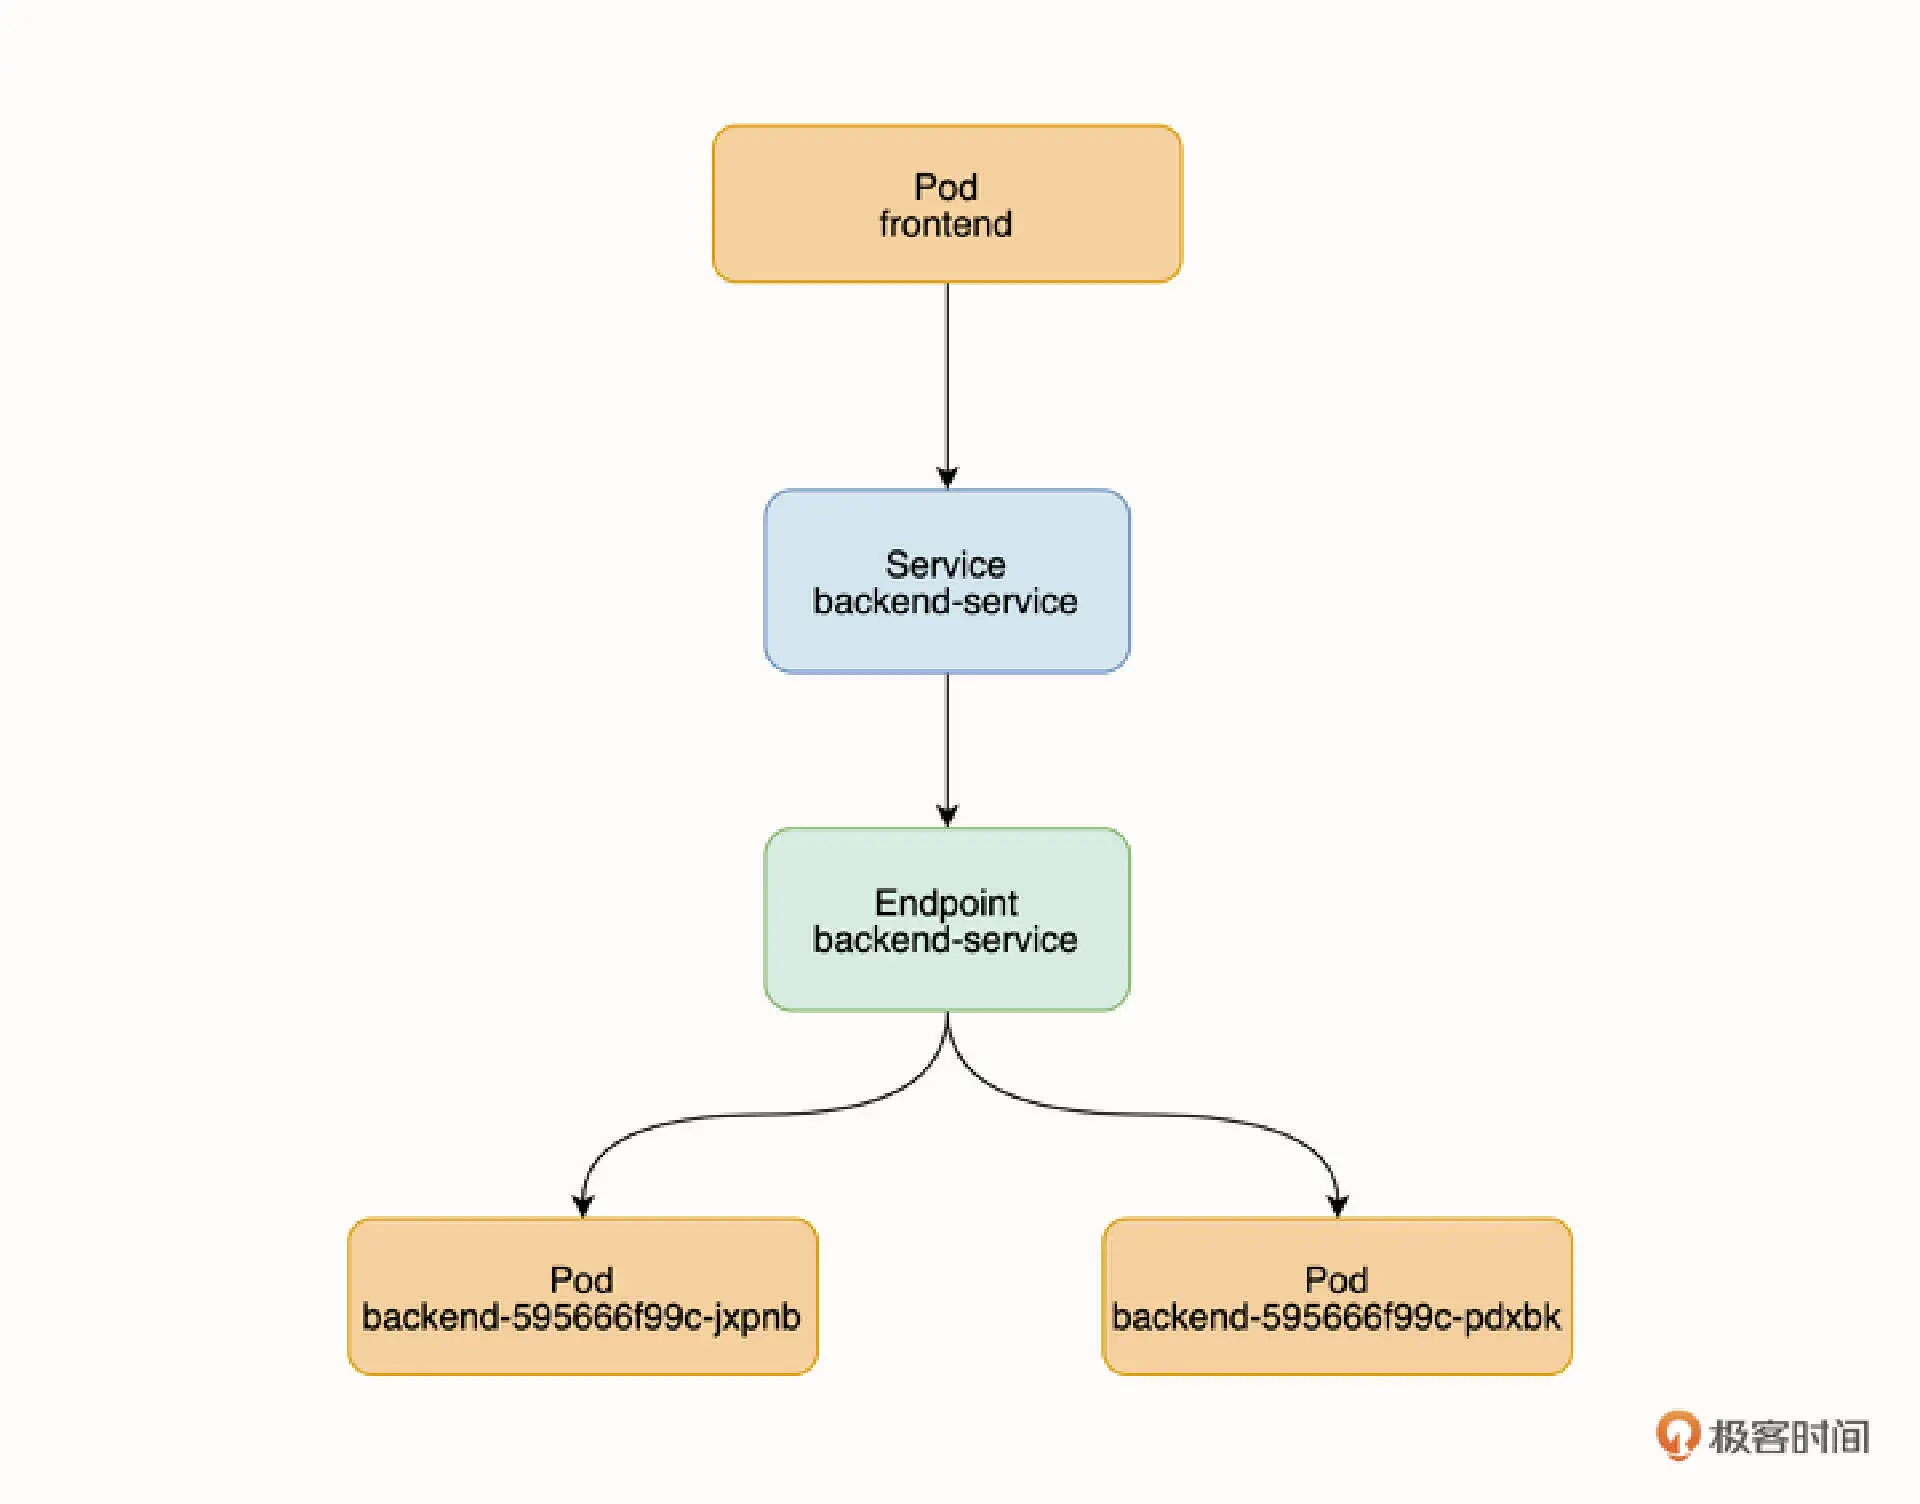 Pod
frontend
Service
backend-service
Endpoint
backend-service
Pod
backend-595666f99c-jxpnb
Pod
backend-595666f99c-pdxbk
极客时间